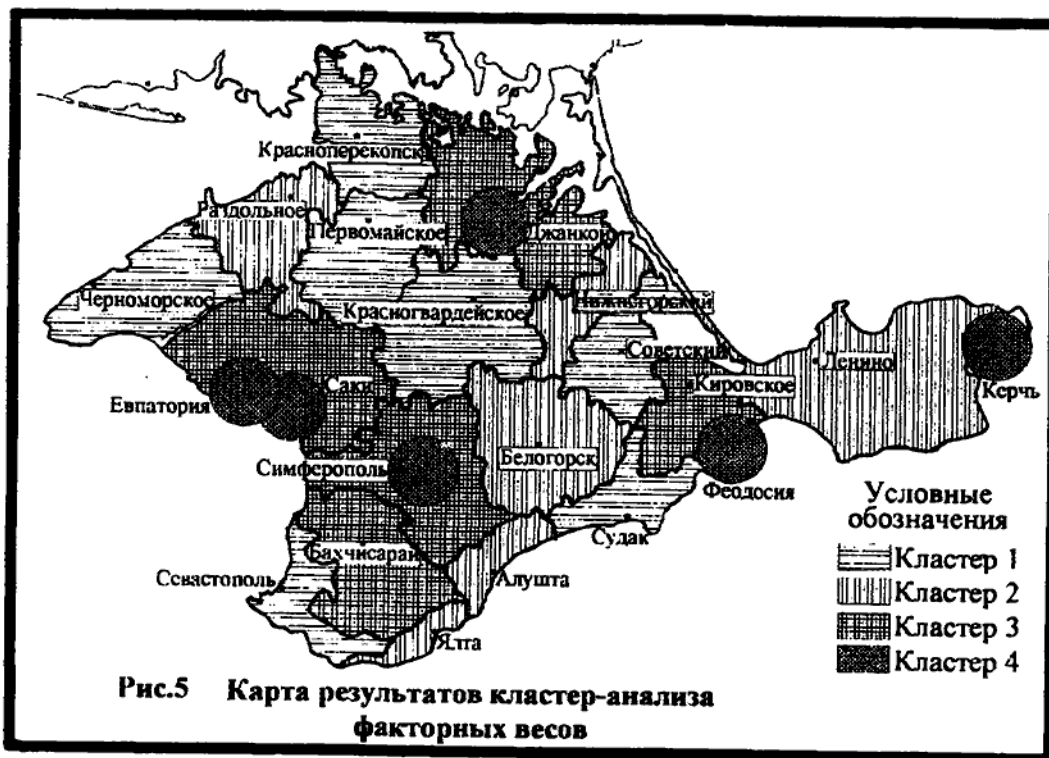 Красноперекопск
Раздольное
Первомайское
Джанкой
Черноморское
Красногвардейское
Нижнегорский
Советский
Ленино
Саки
Кировское
Евпатория
Керчь
Белогорск
Симферополь
Феодосия
Судак
Бахчисарай
Севастополь
Алушта
Ялта
Условные
обозначения
Кластер 1
Кластер 2
Кластер 3
Кластер 4
Рис.5 Карта результатов кластер-анализа
факторных весов